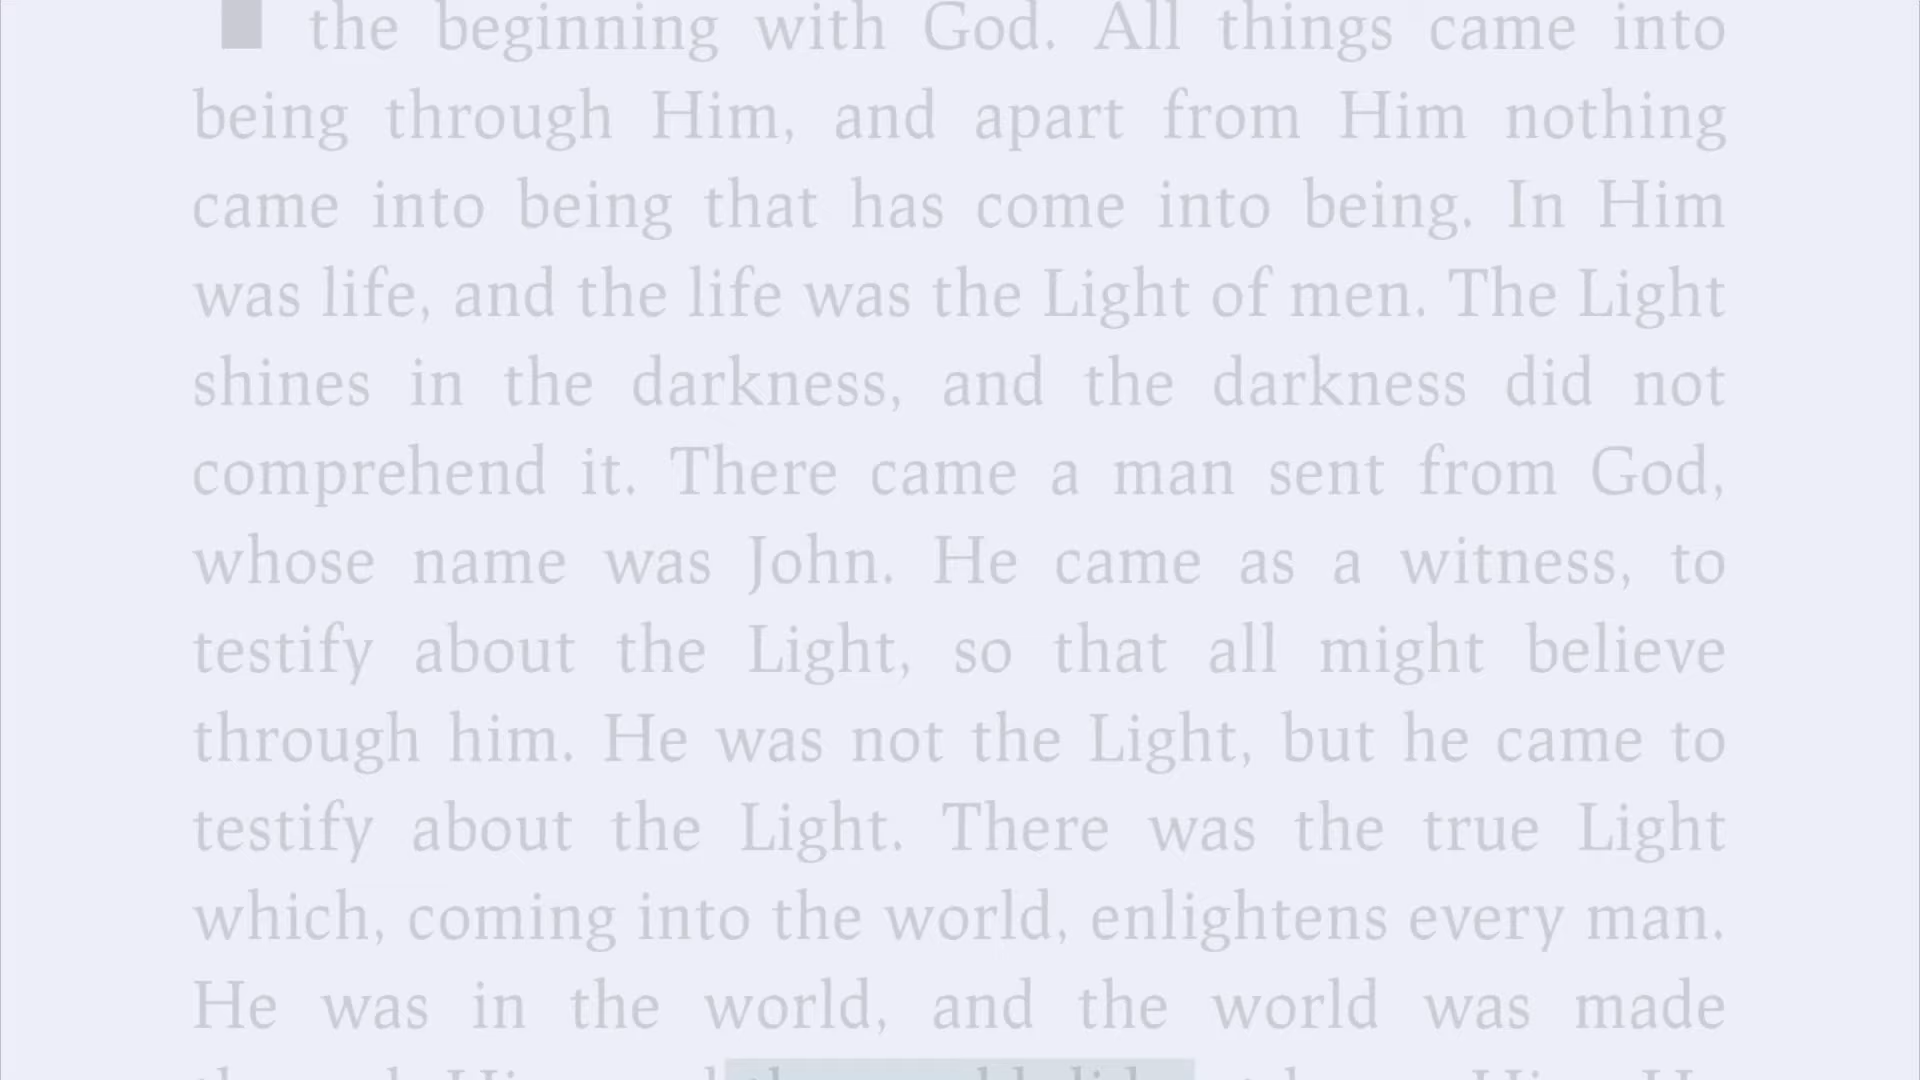 the beginning with God. All things came into
being through Him, and apart from Him nothing
came into being that has come into being. In Him
was life, and the life was the Light of men. The Light
shines in the darkness, and the darkness did not
comprehend it. There came a man sent from God,
whose name was John. He came as a witness, to
testify about the Light, so that all might believe
through him. He was not the Light, but he came to
testify about the Light. There was the true Light
which, coming into the world, enlightens every man.
He was in the world, and the world was made